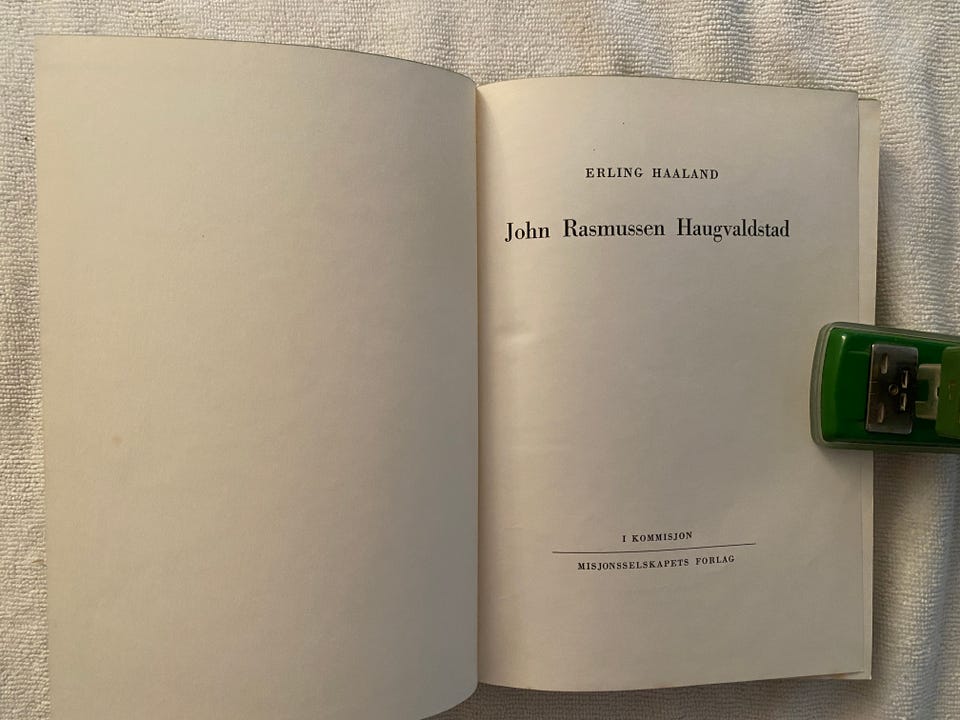 ERLING HAALAND
John Rasmussen Haugvaldstad
I KOMMISJON
MISJONSSELSKAPETS FORLAG